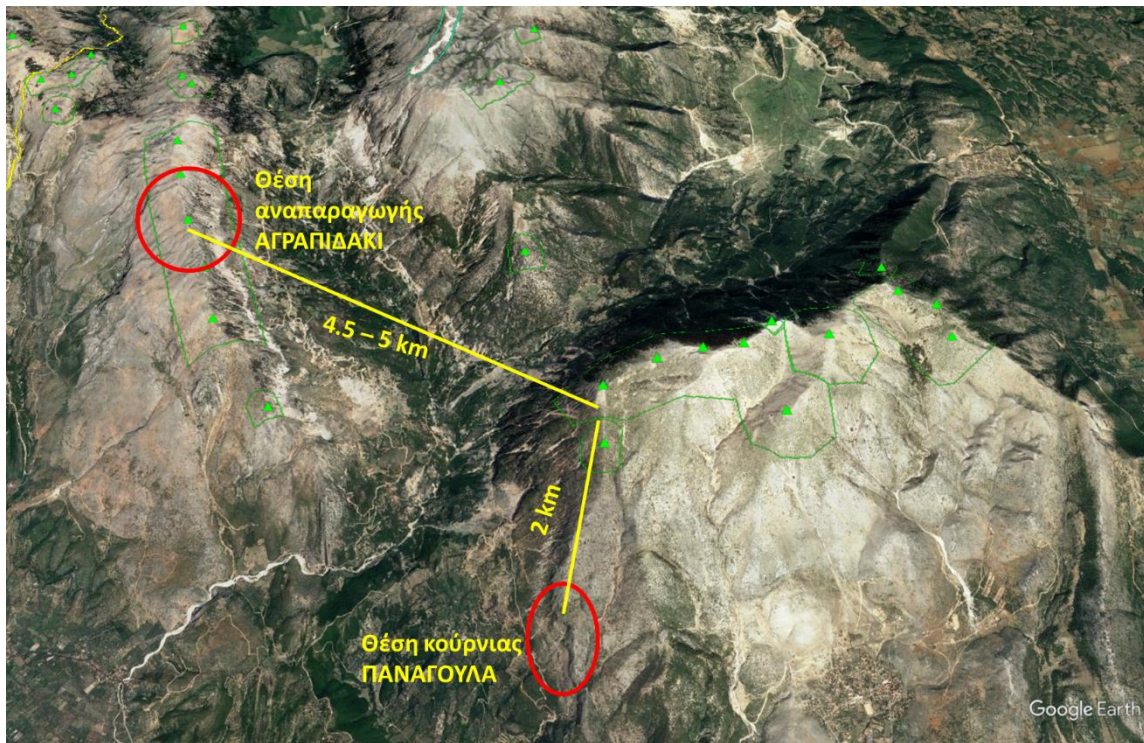 Θέση
αναπαραγωγής
ΑΓΡΑΠΙΔΑΚΙ
4.5 – 5 km
2 km
Θέση κούρνιας
ΠΑΝΑΓΟΥΛΑ
Google Earth